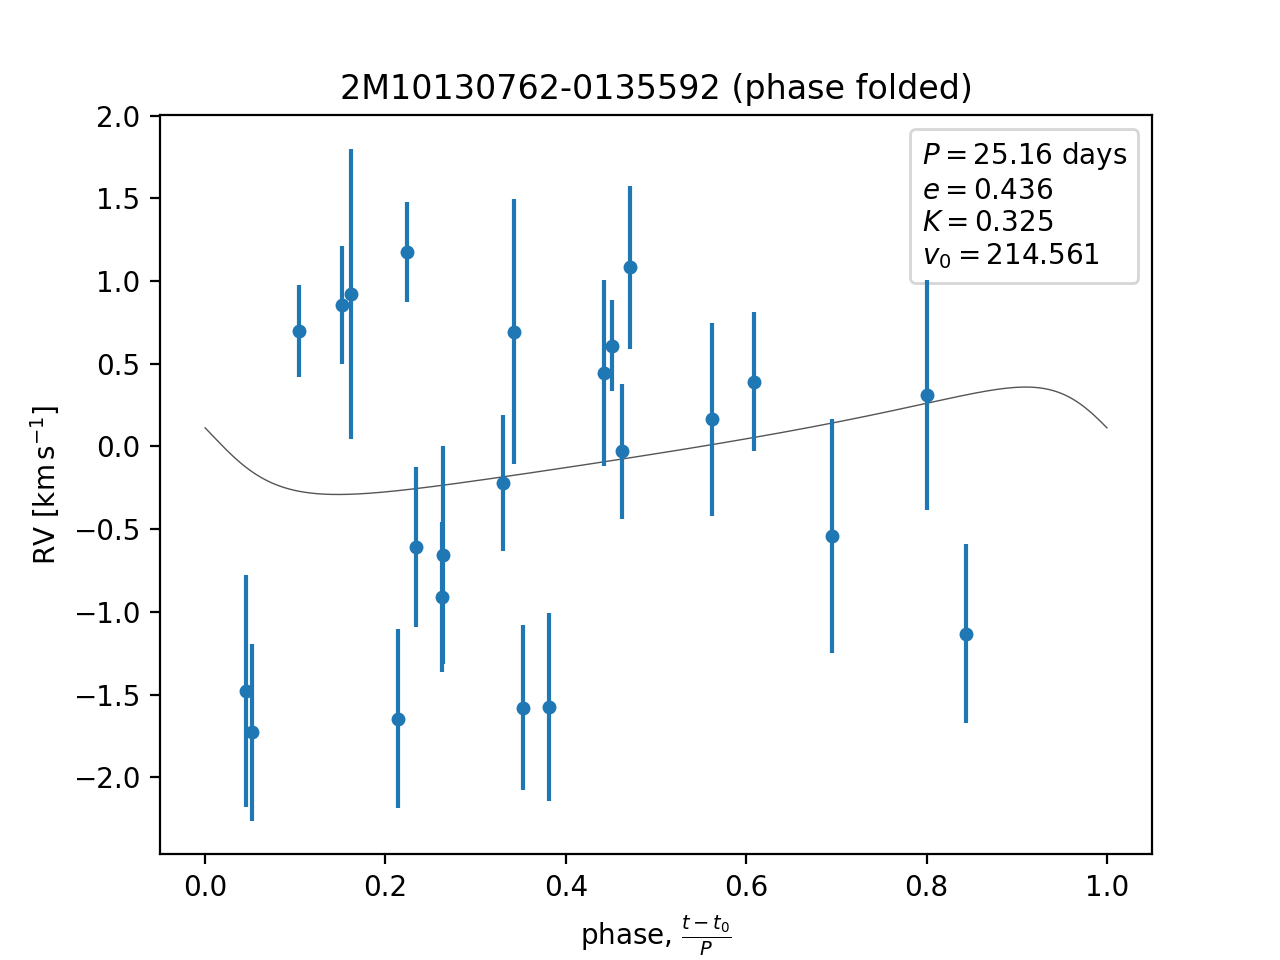 2M10130762-0135592 (phase folded)
P = 25.16 days
e = 0.436
K = 0.325
v₀ = 214.561
2.0
1.5
1.0
0.5
0.0
−0.5
−1.0
−1.5
−2.0
RV [km s⁻¹]
0.0 0.2 0.4 0.6 0.8 1.0
phase, (t − t₀)/P